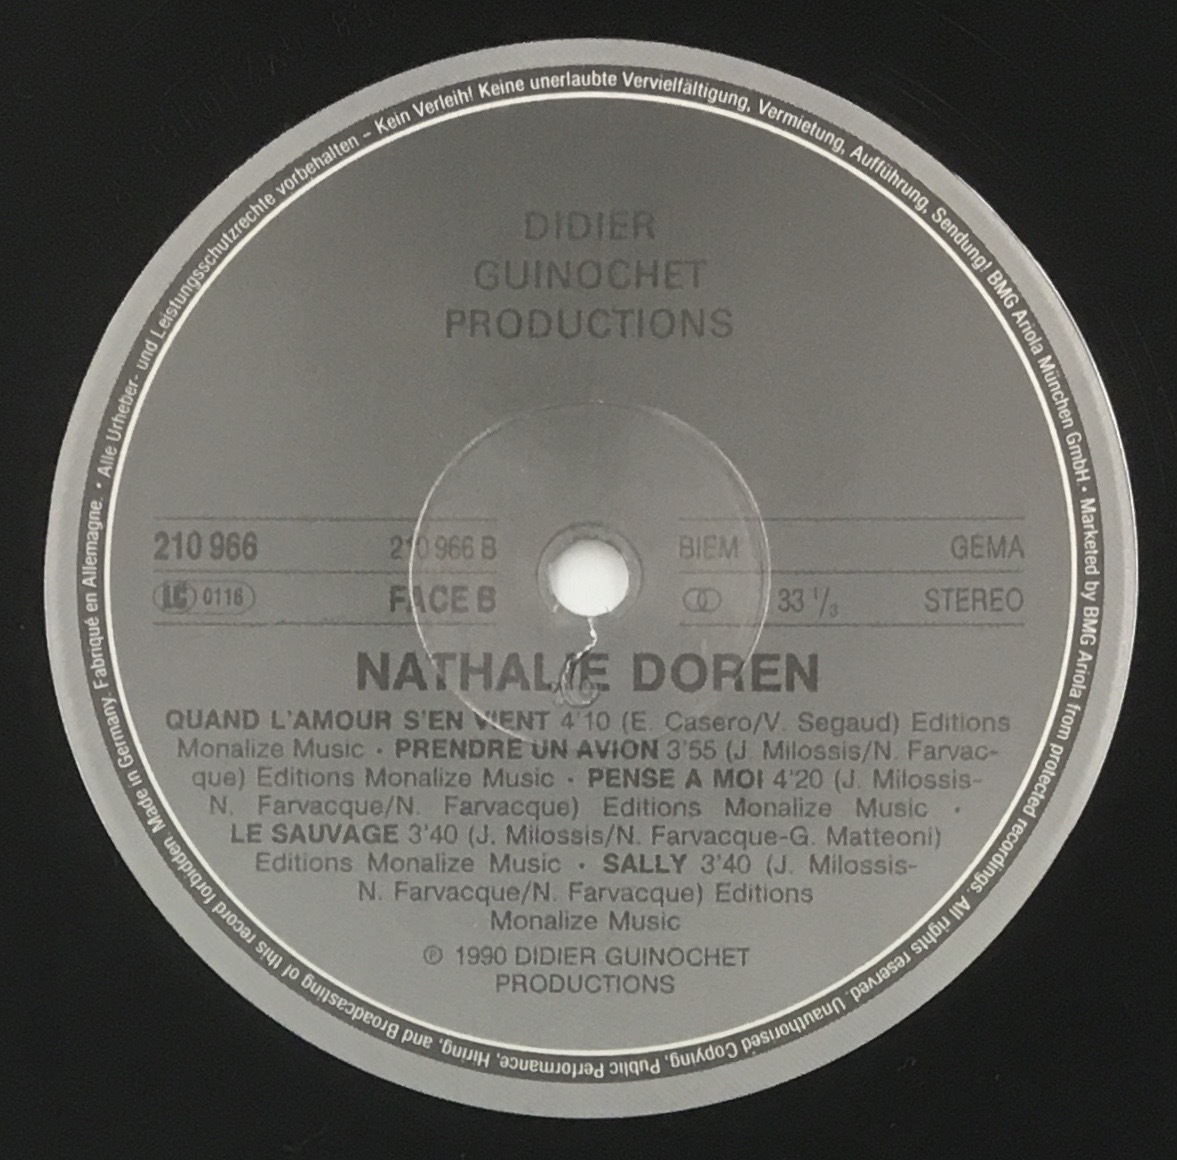 DIDIER
GUINOCHET
PRODUCTIONS
210 966
210 966 B
BIEM
GEMA
LC 0116
FACE B
33 1/3
STEREO
NATHALIE DOREN
QUAND L'AMOUR S'EN VIENT 4'10 (E. Casero/V. Segaud) Editions
Monalize Music · PRENDRE UN AVION 3'55 (J. Milossis/N. Farvac-
que) Editions Monalize Music · PENSE A MOI 4'20 (J. Milossis-
N. Farvacque/N. Farvacque) Editions Monalize Music ·
LE SAUVAGE 3'40 (J. Milossis/N. Farvacque-G. Matteoni)
Editions Monalize Music · SALLY 3'40 (J. Milossis-
N. Farvacque/N. Farvacque) Editions
Monalize Music
℗ 1990 DIDIER GUINOCHET
PRODUCTIONS
Made in Germany. Fabriqué en Allemagne. • Alle Urheber- und Leistungsschutzrechte vorbehalten – Kein Verleih! Keine unerlaubte Vervielfältigung, Vermietung, Aufführung, Sendung! BMG Ariola München GmbH • Marketed by BMG Ariola from protected recordings. All rights reserved. Unauthorised Copying, Public Performance, Hiring, and Broadcasting of this record forbidden.